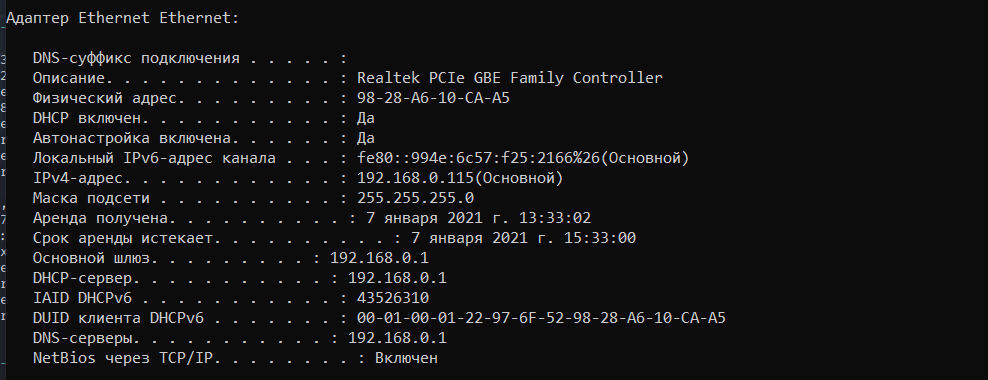 Адаптер Ethernet Ethernet:
DNS-суффикс подключения . . . . . :
Описание. . . . . . . . . . . . . : Realtek PCIe GBE Family Controller
Физический адрес. . . . . . . . . : 98-28-A6-10-CA-A5
DHCP включен. . . . . . . . . . . : Да
Автонастройка включена. . . . . . : Да
Локальный IPv6-адрес канала . . . : fe80::994e:6c57:f25:2166%26(Основной)
IPv4-адрес. . . . . . . . . . . . : 192.168.0.115(Основной)
Маска подсети . . . . . . . . . . : 255.255.255.0
Аренда получена. . . . . . . . . . : 7 января 2021 г. 13:33:02
Срок аренды истекает. . . . . . . . . . : 7 января 2021 г. 15:33:00
Основной шлюз. . . . . . . . . : 192.168.0.1
DHCP-сервер. . . . . . . . . . . : 192.168.0.1
IAID DHCPv6 . . . . . . . . . . . : 43526310
DUID клиента DHCPv6 . . . . . . . : 00-01-00-01-22-97-6F-52-98-28-A6-10-CA-A5
DNS-серверы. . . . . . . . . . . : 192.168.0.1
NetBios через TCP/IP. . . . . . . . : Включен